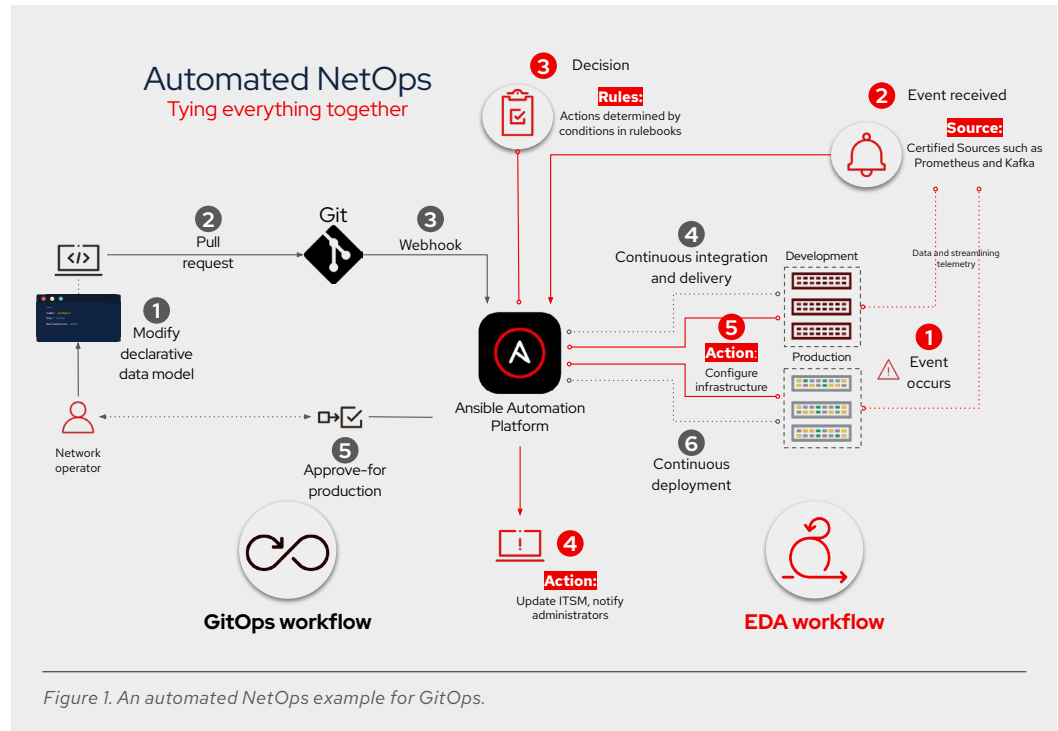 Automated NetOps
Tying everything together
3 Decision
Rules:
Actions determined by
conditions in rulebooks
2 Event received
Source:
Certified Sources such as
Prometheus and Kafka
2
Pull
request
Git
3
Webhook
</>
1
Modify
declarative
data model
4
Continuous integration
and delivery
Development
Data and streamlining
telemetry
5
Action:
Configure
infrastructure
Production
1
Event
occurs
Ansible Automation
Platform
Network
operator
5
Approve-for
production
6
Continuous
deployment
4
Action:
Update ITSM, notify
administrators
GitOps workflow
EDA workflow
Figure 1. An automated NetOps example for GitOps.